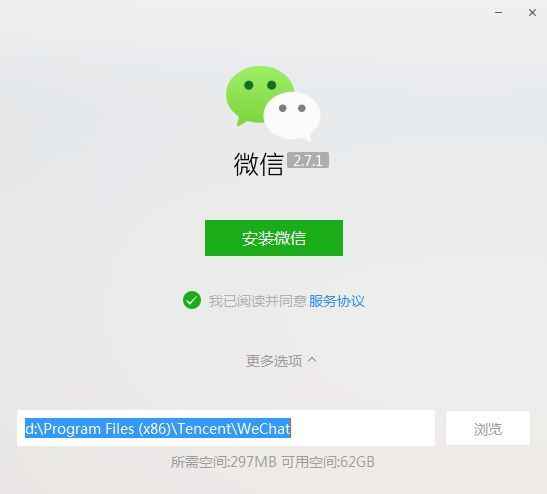 微信 2.7.1
安装微信
我已阅读并同意 服务协议
更多选项
d:\Program Files (x86)\Tencent\WeChat 浏览
所需空间:297MB 可用空间:62GB